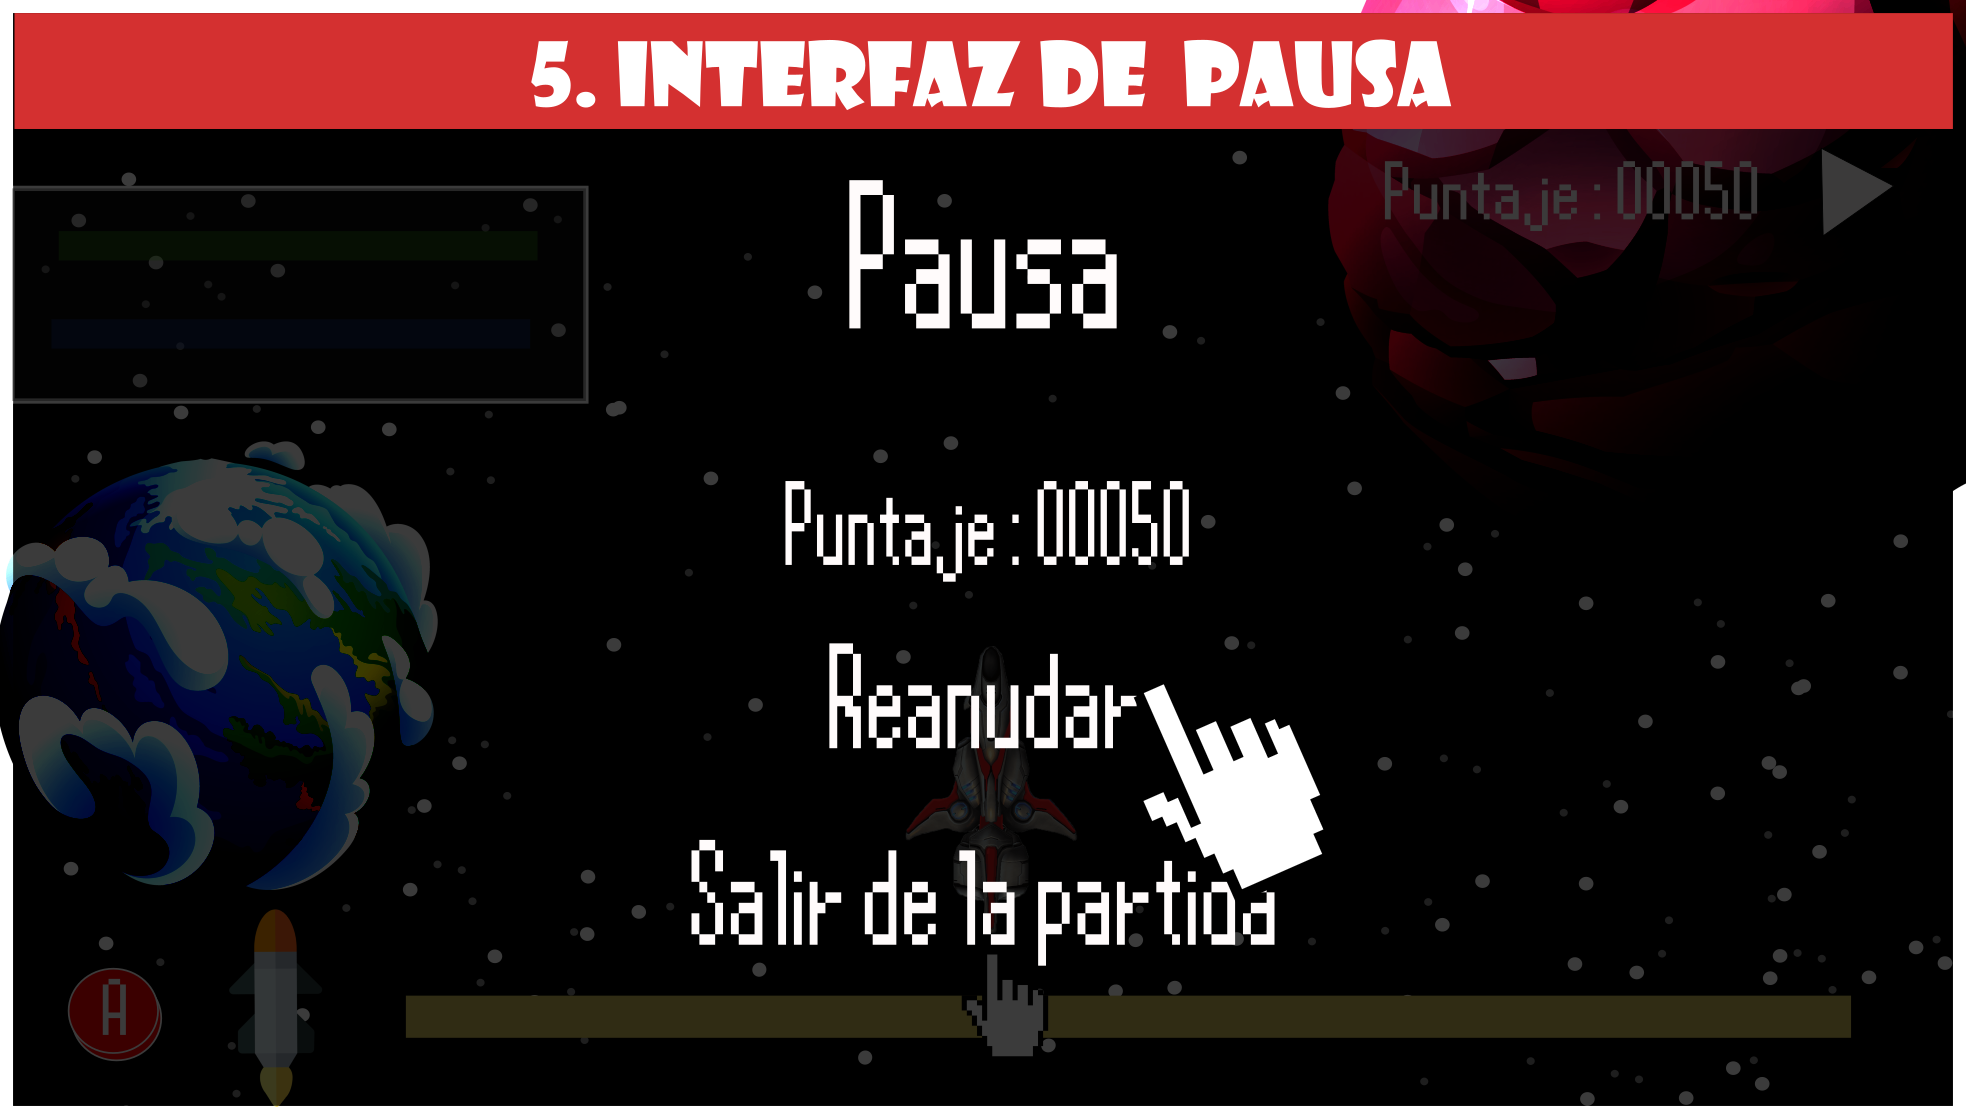 5. INTERFAZ DE PAUSA
Puntaje : 00050
Pausa
Puntaje : 00050
Reanudar
Salir de la partida
A